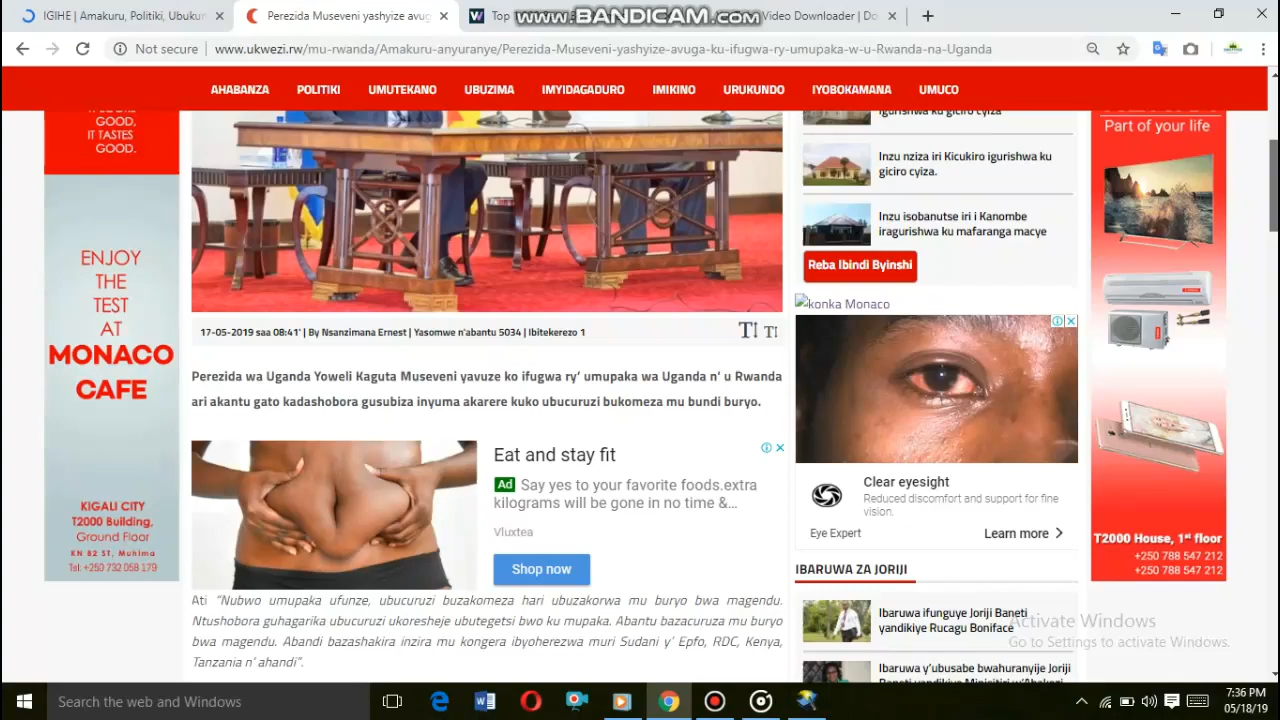 IGIHE | Amakuru, Politiki, Ubukun
Perezida Museveni yashyize avug
Top
www.BANDICAM.com
Video Downloader | Do
Not secure
www.ukwezi.rw/mu-rwanda/Amakuru-anyuranye/Perezida-Museveni-yashyize-avuga-ku-ifugwa-ry-umupaka-w-u-Rwanda-na-Uganda
AHABANZA POLITIKI UMUTEKANO UBUZIMA IMYIDAGADURO IMIKINO URUKUNDO IYOBOKAMANA UMUCO
GOOD,
IT TASTES
GOOD.
ENJOY
THE
TEST
AT
MONACO
CAFE
KIGALI CITY
T2000 Building,
Ground Floor
KN 82 ST, Muhima
Tel: +250 732 058 179
17-05-2019 saa 08:41' | By Nsanzimana Ernest | Yasomwe n'abantu 5034 | Ibitekerezo 1
Perezida wa Uganda Yoweli Kaguta Museveni yavuze ko ifugwa ry' umupaka wa Uganda n' u Rwanda
ari akantu gato kadashobora gusubiza inyuma akarere kuko ubucuruzi bukomeza mu bundi buryo.
Eat and stay fit
Ad Say yes to your favorite foods.extra
kilograms will be gone in no time &...
Vluxtea
Shop now
Ati "Nubwo umupaka ufunze, ubucuruzi buzakomeza hari ubuzakorwa mu buryo bwa magendu.
Ntushobora guhagarika ubucuruzi ukoresheje ubutegetsi bwo ku mupaka. Abantu bazacuruza mu buryo
bwa magendu. Abandi bazashakira inzira mu kongera ibyoherezwa muri Sudani y' Epfo, RDC, Kenya,
Tanzania n' ahandi".
igurishwa ku giciro cyiza
Inzu nziza iri Kicukiro igurishwa ku
giciro cyiza.
Inzu isobanutse iri i Kanombe
iragurishwa ku mafaranga macye
Reba Ibindi Byinshi
konka Monaco
Clear eyesight
Reduced discomfort and support for fine
vision.
Eye Expert
Learn more
IBARUWA ZA JORIJI
Ibaruwa ifunguye Joriji Baneti
yandikiye Rucagu Boniface
Ibaruwa y'ubusabe bwahuranyije Joriji
Part of your life
T2000 House, 1st floor
+250 788 547 212
+250 788 547 212
Activate Windows
Go to Settings to activate Windows.
Search the web and Windows
7:36 PM
05/18/19